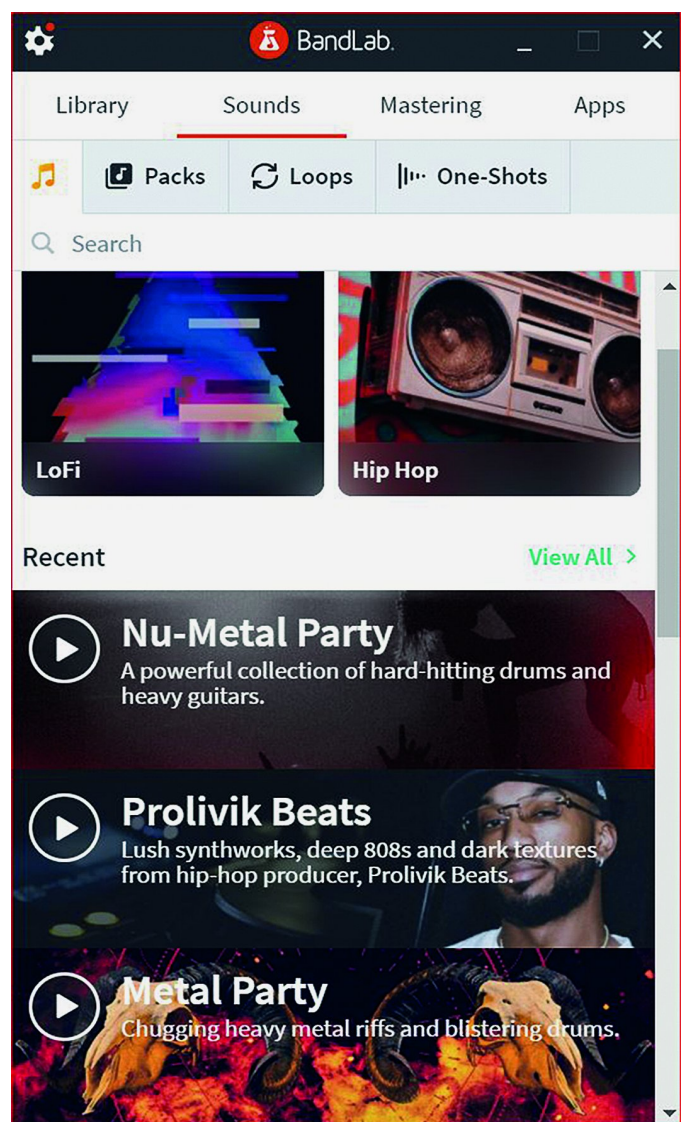 BandLab.
Library Sounds Mastering Apps
Packs Loops One-Shots
Search
LoFi Hip Hop
Recent View All
Nu-Metal Party
A powerful collection of hard-hitting drums and
heavy guitars.
Prolivik Beats
Lush synthworks, deep 808s and dark textures
from hip-hop producer, Prolivik Beats.
Metal Party
Chugging heavy metal riffs and blistering drums.